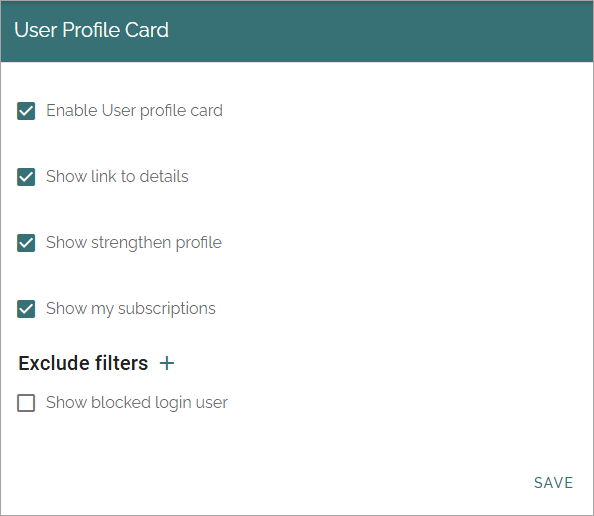 User Profile Card
Enable User profile card
Show link to details
Show strengthen profile
Show my subscriptions
Exclude filters +
Show blocked login user
SAVE